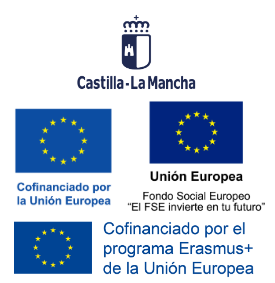 Castilla-La Mancha
Cofinanciado por
la Unión Europea
Unión Europea
Fondo Social Europeo
"El FSE invierte en tu futuro"
Cofinanciado por el
programa Erasmus+
de la Unión Europea